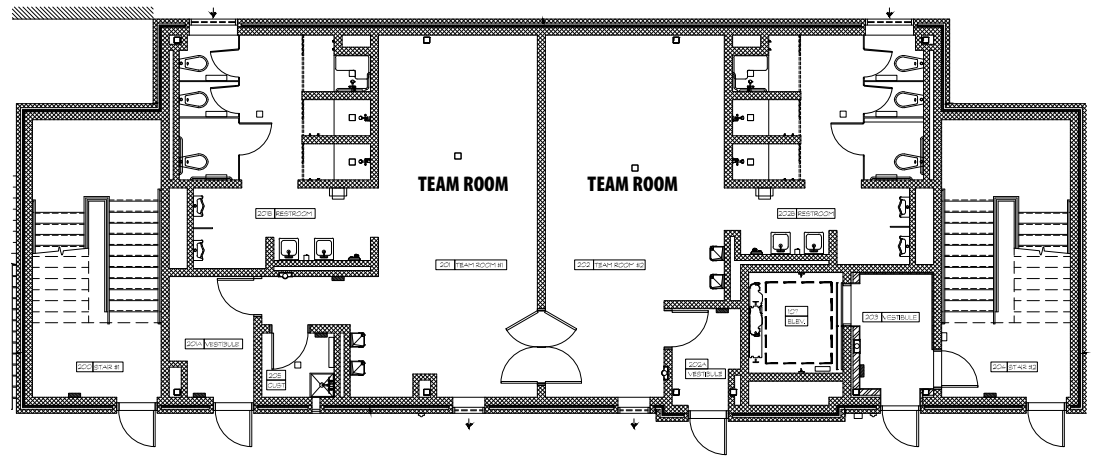 TEAM ROOM
TEAM ROOM
201B RESTROOM
202B RESTROOM
201 TEAM ROOM #1
202 TEAM ROOM #2
ELEV.
203 VESTIBULE
201A VESTIBULE
200 STAIR #1
205
CUST
202A
VESTIBULE
204 STAIR #2